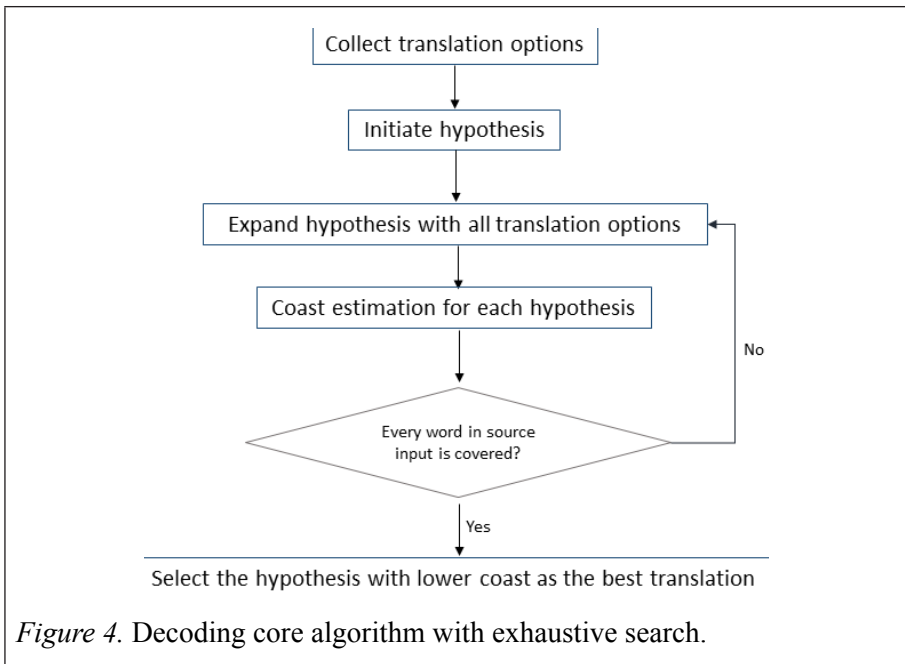 Collect translation options
Initiate hypothesis
Expand hypothesis with all translation options
Coast estimation for each hypothesis
No
Every word in source
input is covered?
Yes
Select the hypothesis with lower coast as the best translation
Figure 4. Decoding core algorithm with exhaustive search.